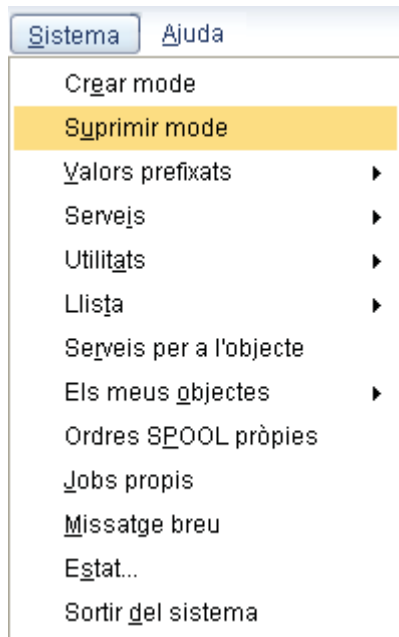 Sistema Ajuda
Crear mode
Suprimir mode
Valors prefixats
Serveis
Utilitats
Llista
Serveis per a l'objecte
Els meus objectes
Ordres SPOOL pròpies
Jobs propis
Missatge breu
Estat...
Sortir del sistema